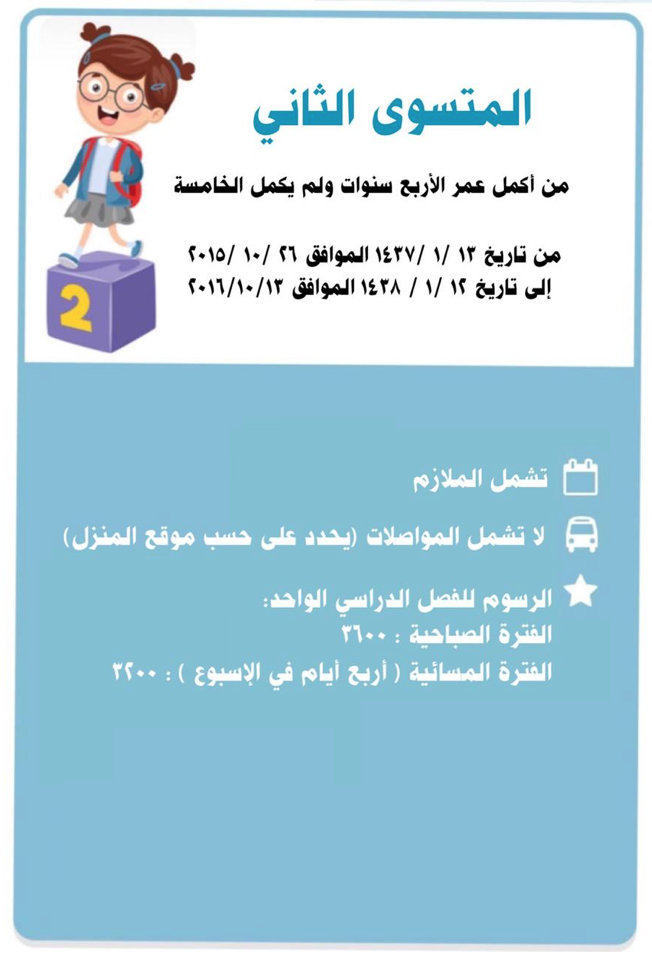 المتسوى الثاني
من أكمل عمر الأربع سنوات ولم يكمل الخامسة
من تاريخ ١٣ /١ /١٤٣٧ الموافق ٢٦ /١٠ /٢٠١٥
إلى تاريخ ١٢ /١ / ١٤٣٨ الموافق ٢٠١٦/١٠/١٣
2
تشمل الملازم
لا تشمل المواصلات (يحدد على حسب موقع المنزل)
الرسوم للفصل الدراسي الواحد:
الفترة الصباحية : ٣٦٠٠
الفترة المسائية ( أربع أيام في الإسبوع ) : ٣٢٠٠